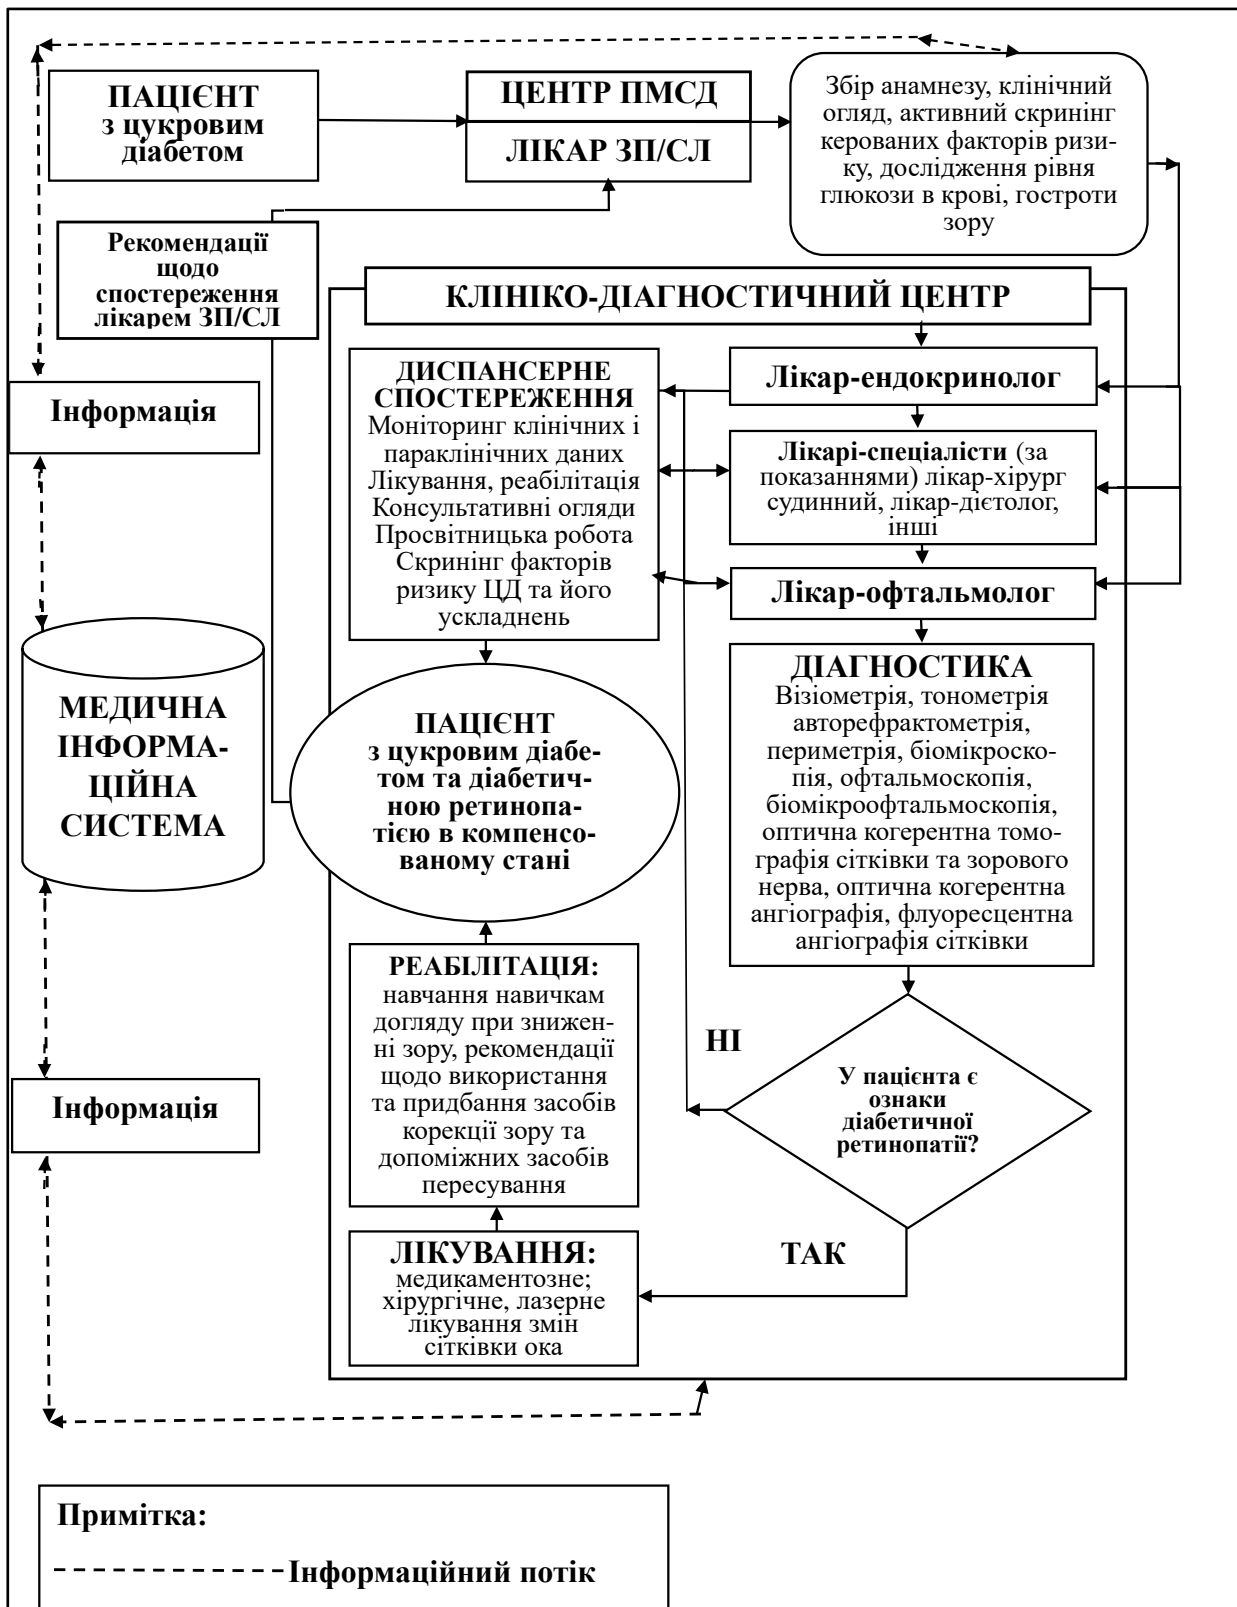 ПАЦІЄНТ
з цукровим
діабетом
ЦЕНТР ПМСД
ЛІКАР ЗП/СЛ
Збір анамнезу, клінічний
огляд, активний скринінг
керованих факторів ризи-
ку, дослідження рівня
глюкози в крові, гостроти
зору
Рекомендації
щодо
спостереження
лікарем ЗП/СЛ
КЛІНІКО-ДІАГНОСТИЧНИЙ ЦЕНТР
ДИСПАНСЕРНЕ
СПОСТЕРЕЖЕННЯ
Моніторинг клінічних і
параклінічних даних
Лікування, реабілітація
Консультативні огляди
Просвітницька робота
Скринінг факторів
ризику ЦД та його
ускладнень
Лікар-ендокринолог
Лікарі-спеціалісти (за
показаннями) лікар-хірург
судинний, лікар-дієтолог,
інші
Лікар-офтальмолог
Інформація
МЕДИЧНА
ІНФОРМА-
ЦІЙНА
СИСТЕМА
ПАЦІЄНТ
з цукровим діабе-
том та діабетич-
ною ретинопа-
тією в компенсо-
ваному стані
ДІАГНОСТИКА
Візіометрія, тонометрія
авторефрактометрія,
периметрія, біомікроско-
пія, офтальмоскопія,
біомікроофтальмоскопія,
оптична когерентна томо-
графія сітківки та зорового
нерва, оптична когерентна
ангіографія, флуоресцентна
ангіографія сітківки
РЕАБІЛІТАЦІЯ:
навчання навичкам
догляду при знижен-
ні зору, рекомендації
щодо використання
та придбання засобів
корекції зору та
допоміжних засобів
пересування
НІ
У пацієнта є
ознаки
діабетичної
ретинопатії?
Інформація
ТАК
ЛІКУВАННЯ:
медикаментозне;
хірургічне, лазерне
лікування змін
сітківки ока
Примітка:
Інформаційний потік